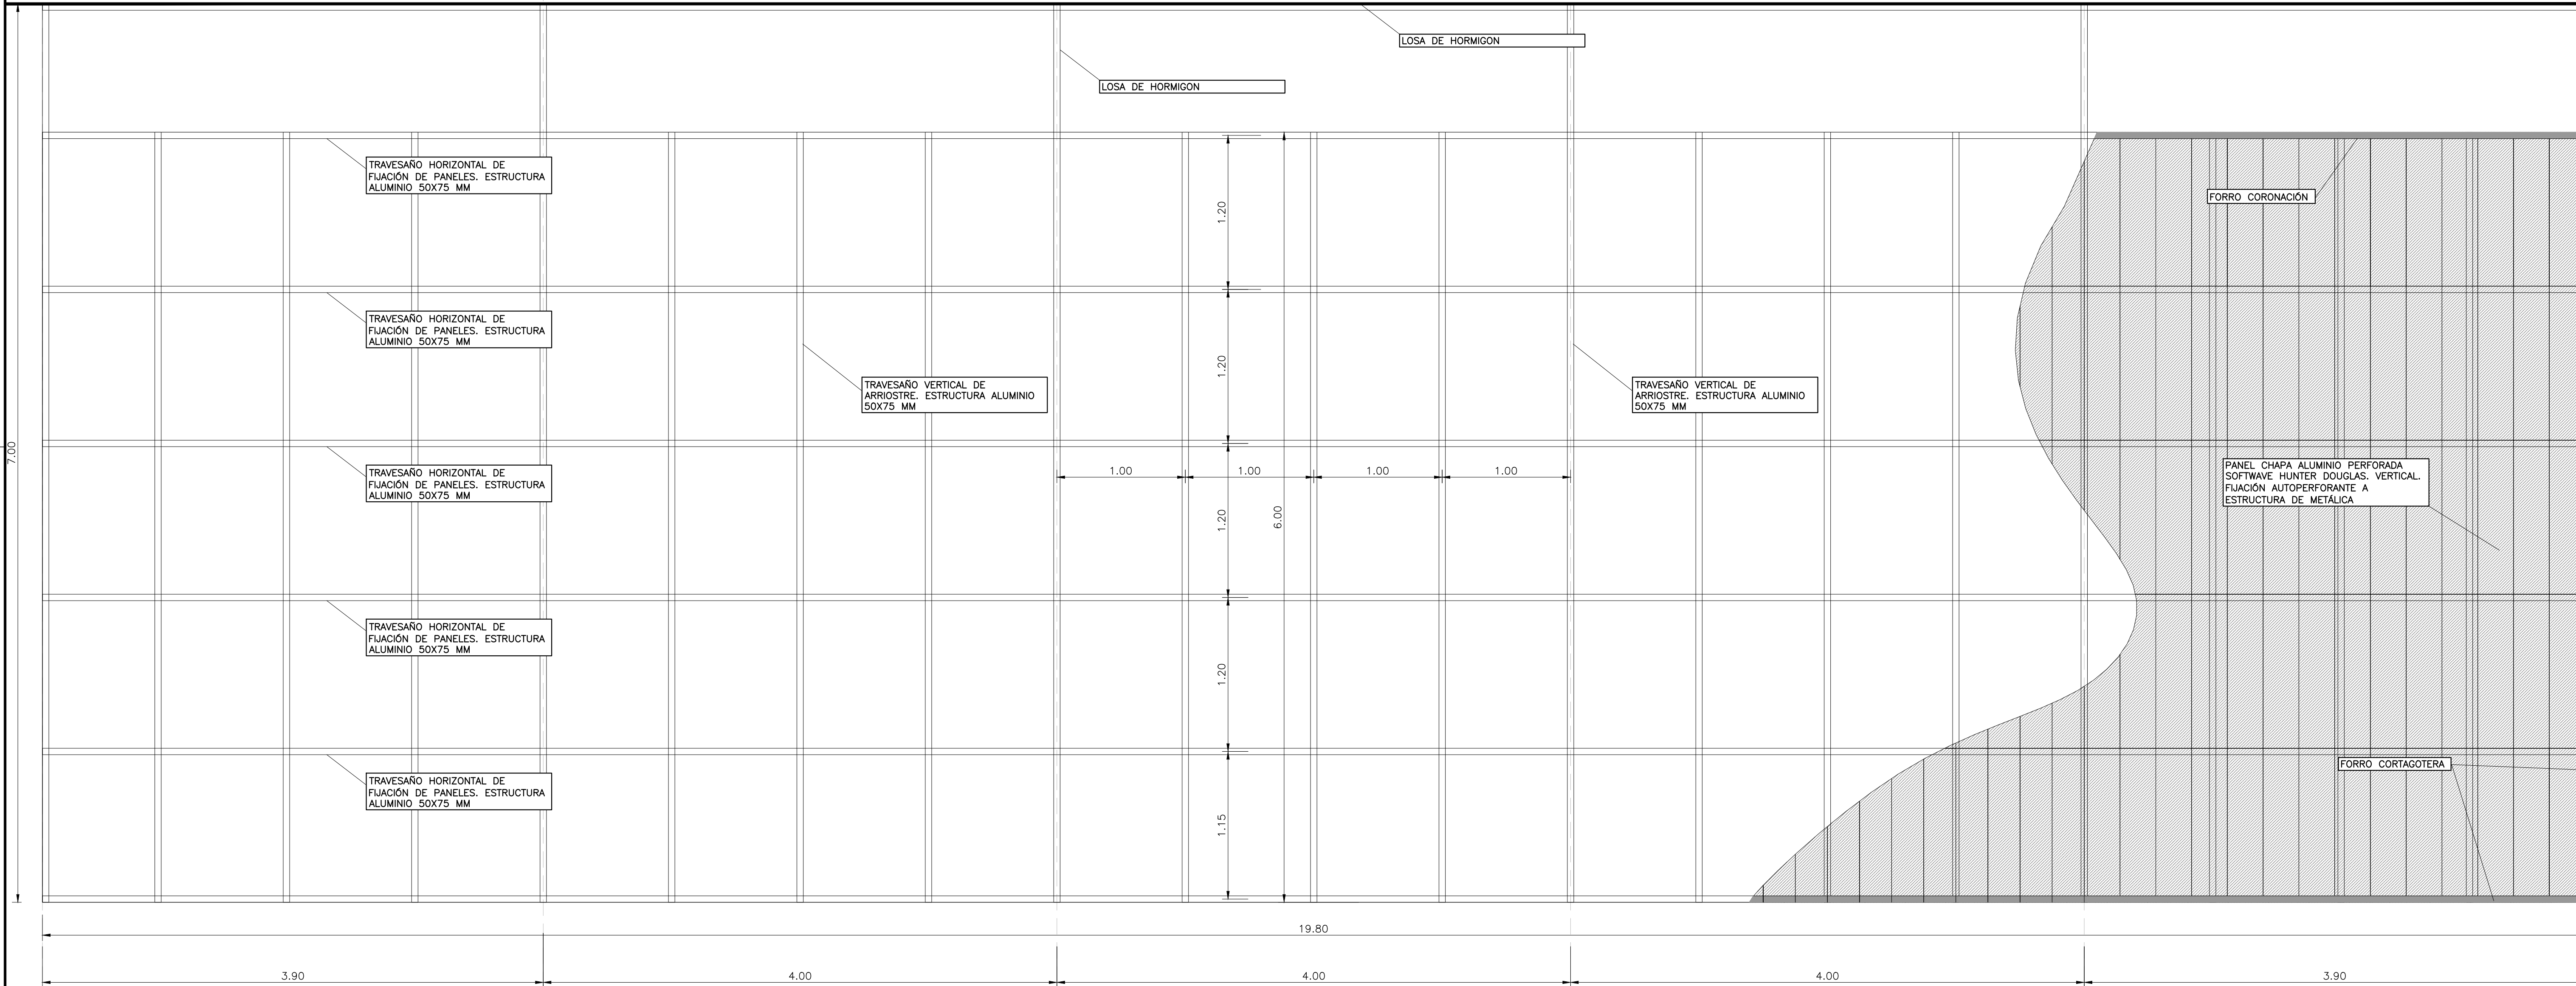 LOSA DE HORMIGON
LOSA DE HORMIGON
TRAVESAÑO HORIZONTAL DE
FIJACIÓN DE PANELES. ESTRUCTURA
ALUMINIO 50X75 MM
FORRO CORONACIÓN
1.20
TRAVESAÑO HORIZONTAL DE
FIJACIÓN DE PANELES. ESTRUCTURA
ALUMINIO 50X75 MM
1.20
TRAVESAÑO VERTICAL DE
ARRIOSTRE. ESTRUCTURA ALUMINIO
50X75 MM
TRAVESAÑO VERTICAL DE
ARRIOSTRE. ESTRUCTURA ALUMINIO
50X75 MM
7.00
TRAVESAÑO HORIZONTAL DE
FIJACIÓN DE PANELES. ESTRUCTURA
ALUMINIO 50X75 MM
1.00
1.00
1.00
1.00
PANEL CHAPA ALUMINIO PERFORADA
SOFTWAVE HUNTER DOUGLAS. VERTICAL.
FIJACIÓN AUTOPERFORANTE A
ESTRUCTURA DE METÁLICA
1.20
6.00
TRAVESAÑO HORIZONTAL DE
FIJACIÓN DE PANELES. ESTRUCTURA
ALUMINIO 50X75 MM
1.20
FORRO CORTAGOTERA
TRAVESAÑO HORIZONTAL DE
FIJACIÓN DE PANELES. ESTRUCTURA
ALUMINIO 50X75 MM
1.15
19.80
3.90
4.00
4.00
4.00
3.90